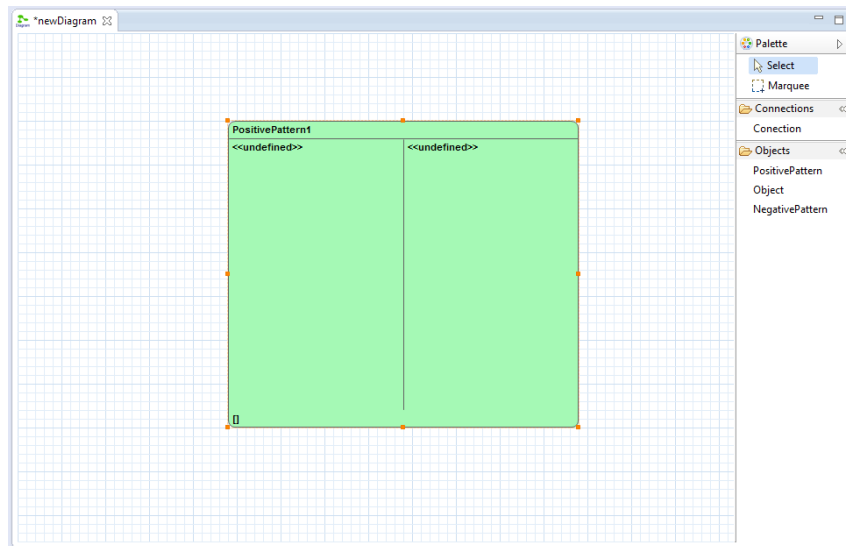 *newDiagram
Palette
Select
Marquee
Connections
Conection
Objects
PositivePattern
Object
NegativePattern
PositivePattern1
<<undefined>> <<undefined>>
[]